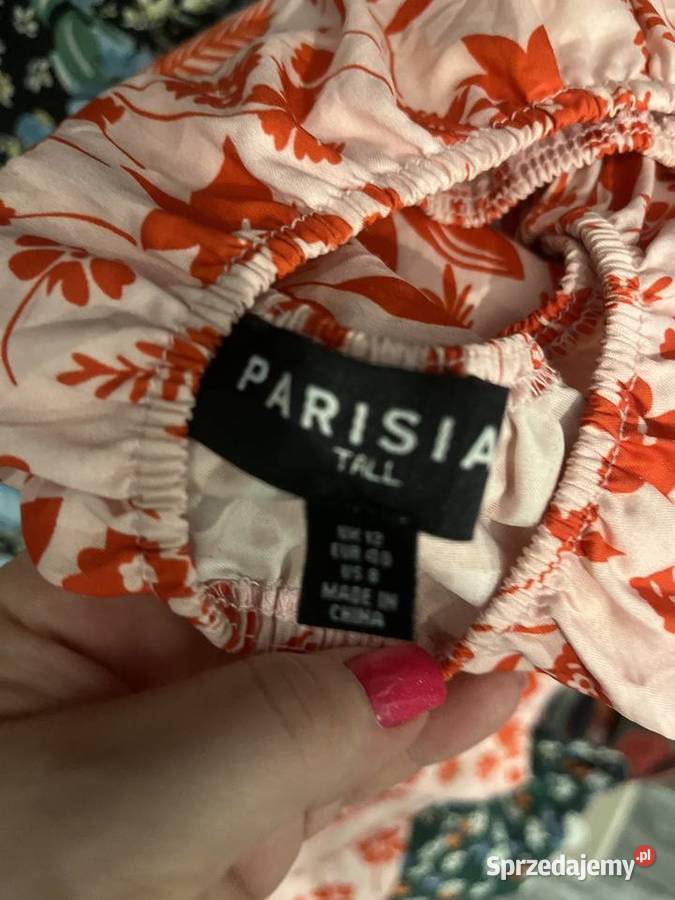 PARISIA
TALL
UK 12
EUR 40
US 8
MADE IN
CHINA
Sprzedajemy.pl